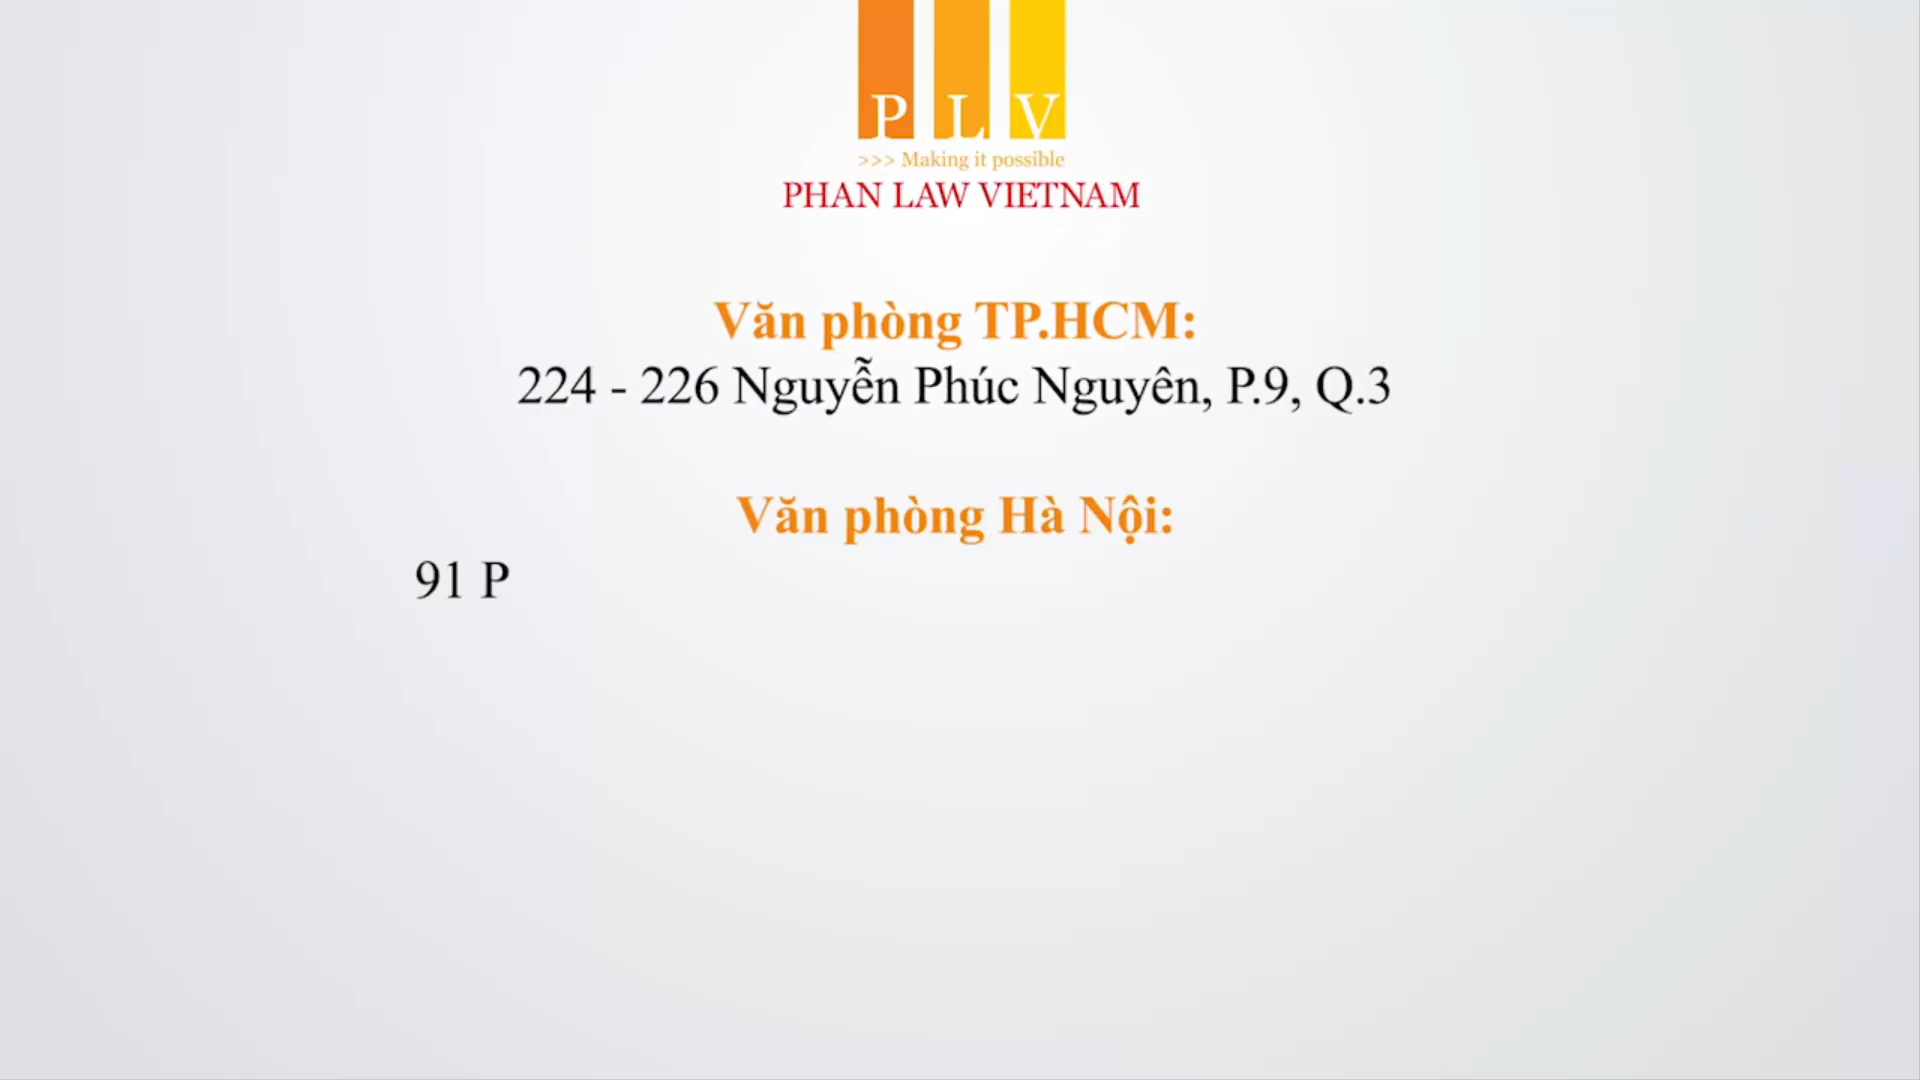 P L V
>>> Making it possible
PHAN LAW VIETNAM
Văn phòng TP.HCM:
224 - 226 Nguyễn Phúc Nguyên, P.9, Q.3
Văn phòng Hà Nội:
91 P